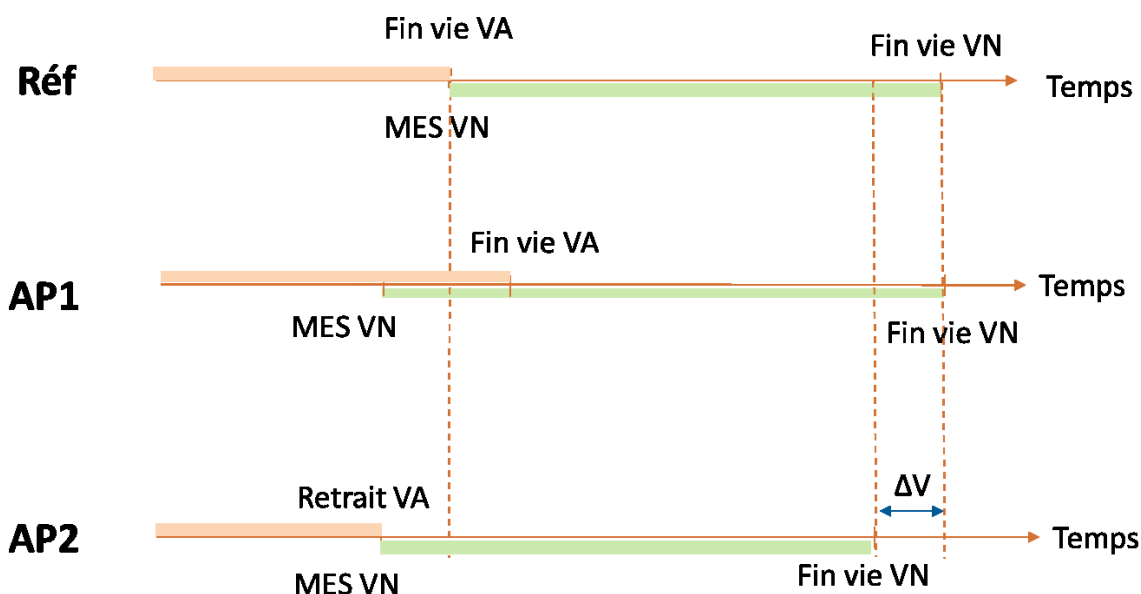 Fin vie VA
Fin vie VN
Réf
Temps
MES VN
Fin vie VA
AP1
Temps
MES VN
Fin vie VN
ΔV
Retrait VA
AP2
Temps
MES VN
Fin vie VN